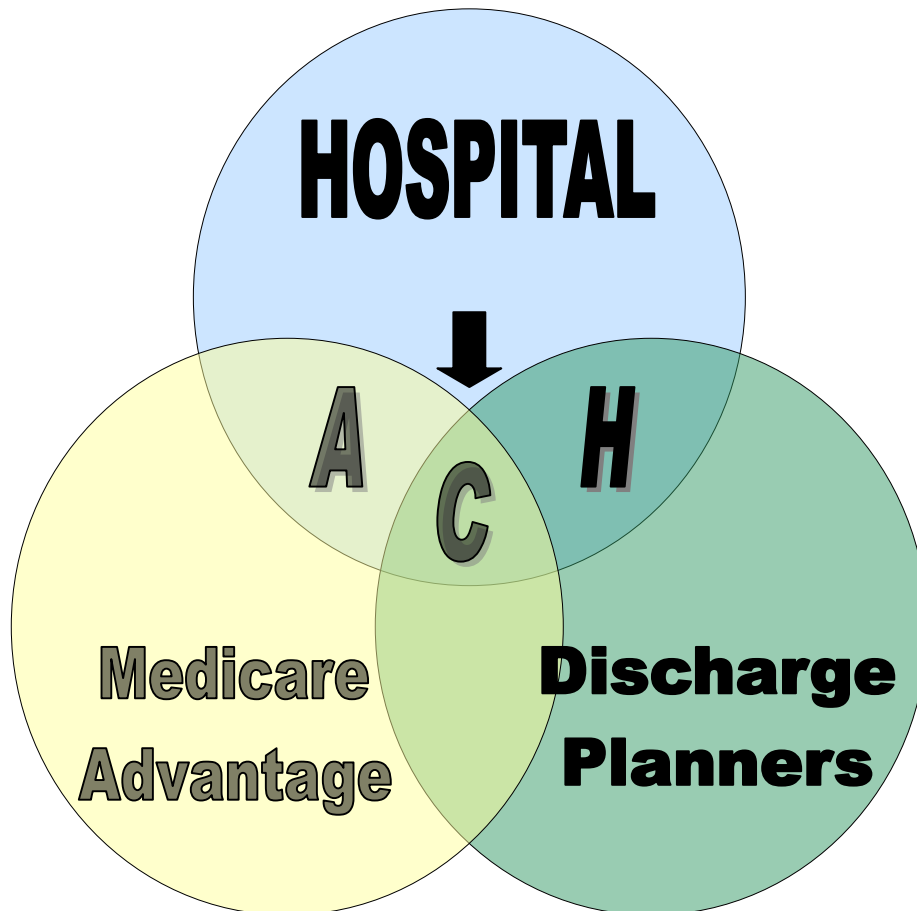 HOSPITAL
A
C
H
Medicare
Advantage
Discharge
Planners